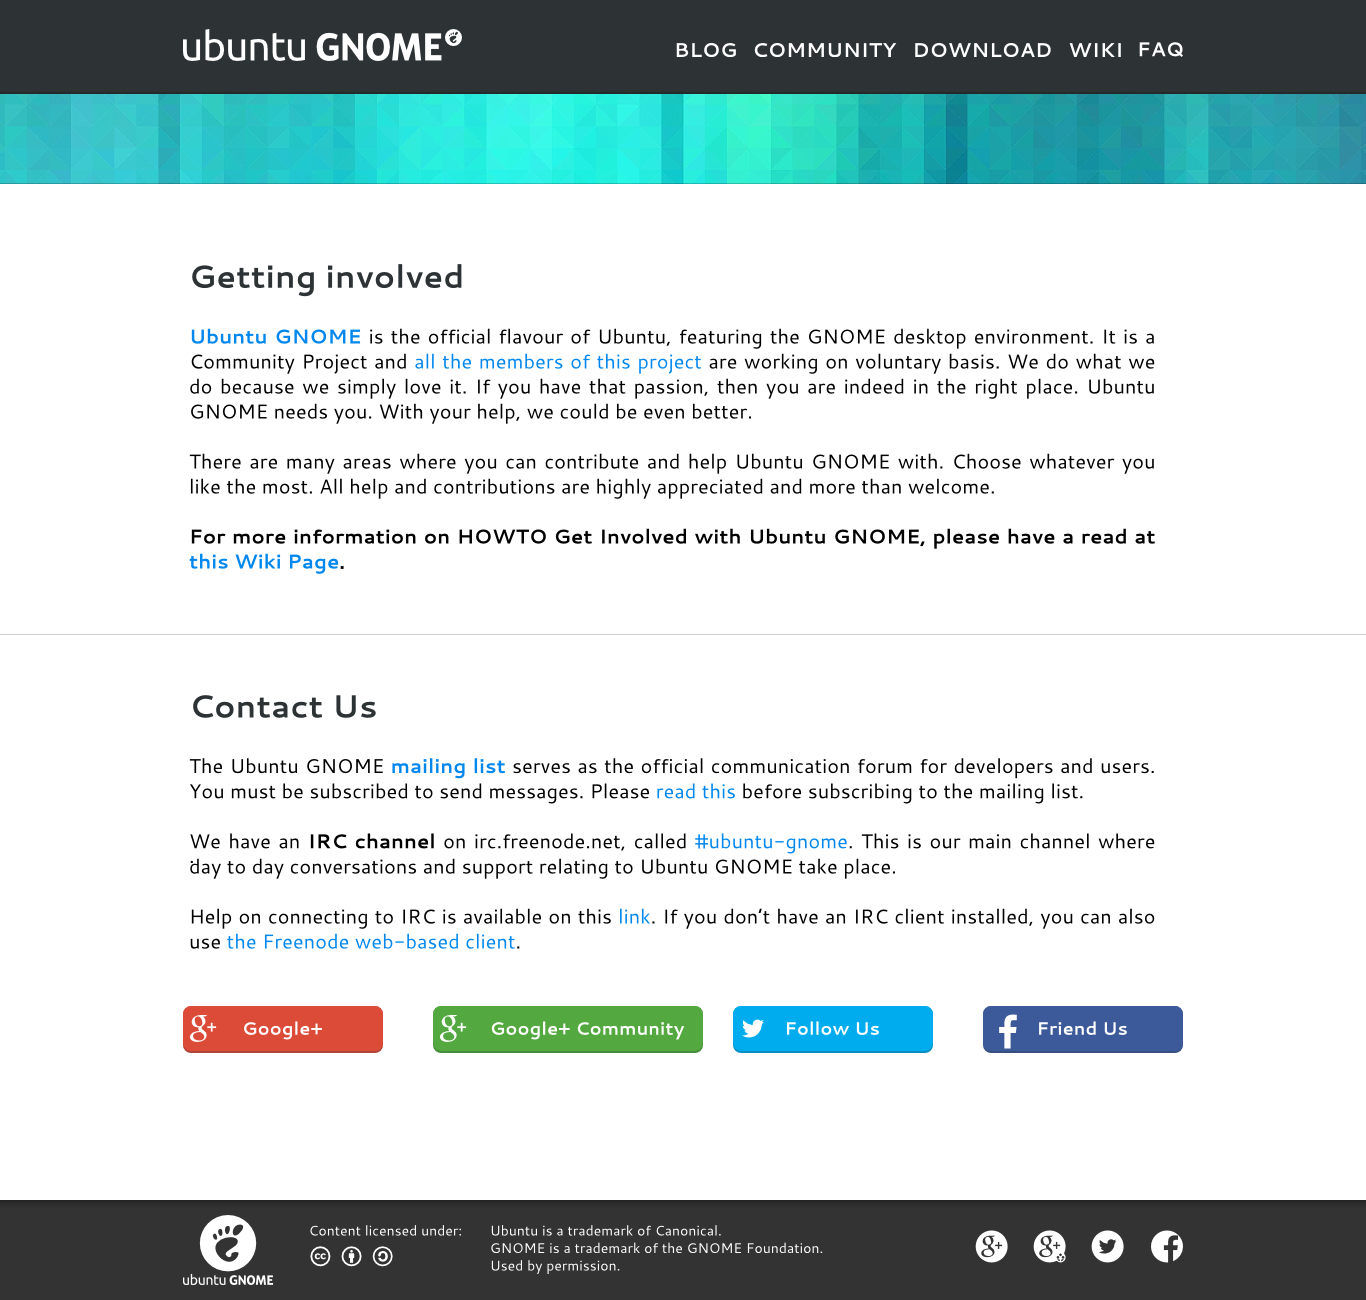 ubuntu GNOME
BLOG COMMUNITY DOWNLOAD WIKI FAQ
Getting involved
Ubuntu GNOME is the official flavour of Ubuntu, featuring the GNOME desktop environment. It is a
Community Project and all the members of this project are working on voluntary basis. We do what we
do because we simply love it. If you have that passion, then you are indeed in the right place. Ubuntu
GNOME needs you. With your help, we could be even better.
There are many areas where you can contribute and help Ubuntu GNOME with. Choose whatever you
like the most. All help and contributions are highly appreciated and more than welcome.
For more information on HOWTO Get Involved with Ubuntu GNOME, please have a read at
this Wiki Page.
Contact Us
The Ubuntu GNOME mailing list serves as the official communication forum for developers and users.
You must be subscribed to send messages. Please read this before subscribing to the mailing list.
We have an IRC channel on irc.freenode.net, called #ubuntu-gnome. This is our main channel where
day to day conversations and support relating to Ubuntu GNOME take place.
Help on connecting to IRC is available on this link. If you don't have an IRC client installed, you can also
use the Freenode web-based client.
g+ Google+
g+ Google+ Community
Follow Us
f Friend Us
ubuntu GNOME
Content licensed under:
cc
Ubuntu is a trademark of Canonical.
GNOME is a trademark of the GNOME Foundation.
Used by permission.
g+ g+ f